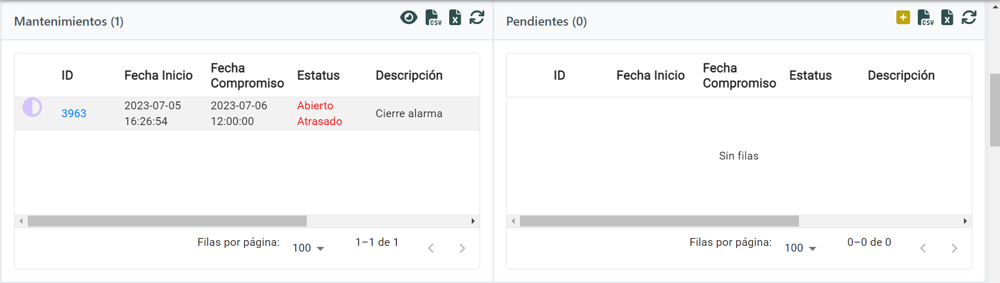 Mantenimientos (1)
CSV
ID
Fecha Inicio
Fecha
Compromiso
Estatus
Descripción
3963
2023-07-05
16:26:54
2023-07-06
12:00:00
Abierto
Atrasado
Cierre alarma
Filas por página:
100
1–1 de 1
Pendientes (0)
CSV
ID
Fecha Inicio
Fecha
Compromiso
Estatus
Descripción
Sin filas
Filas por página:
100
0–0 de 0